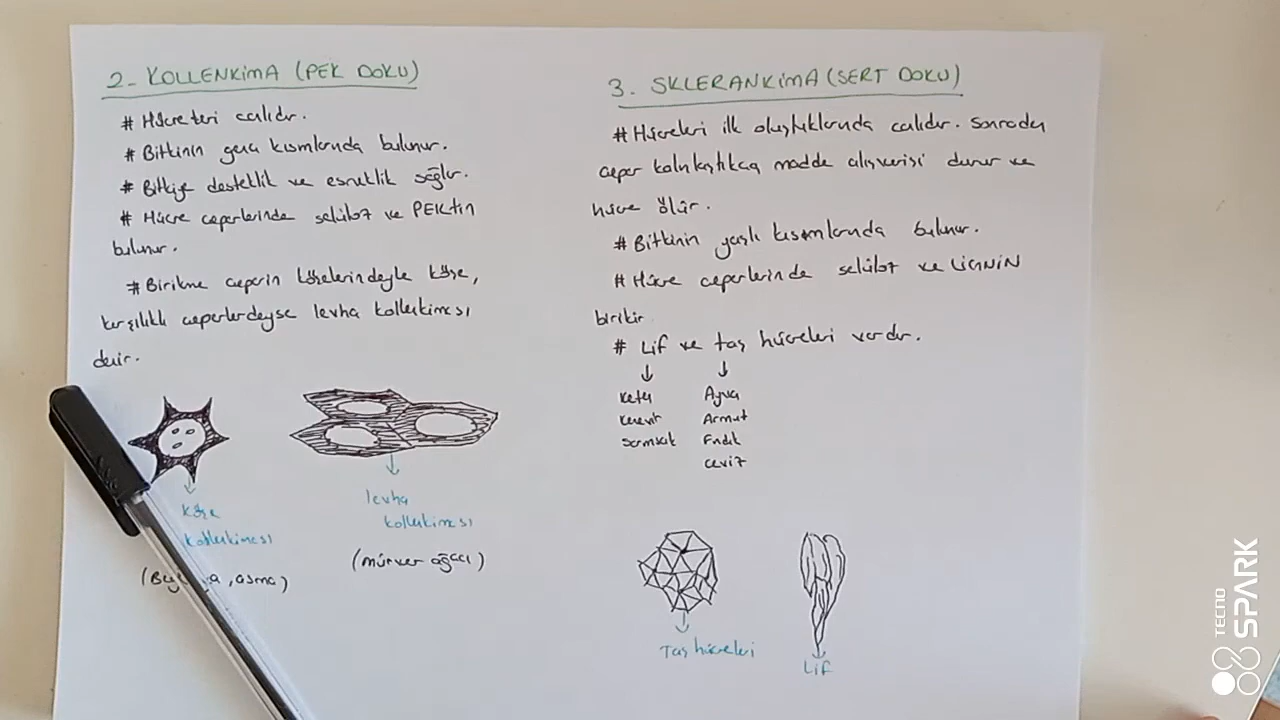 2- KOLLENKİMA (PEK DOKU)
# Hücreleri canlıdır.
# Bitkinin genç kısımlarında bulunur.
# Bitkiye desteklik ve esneklik sağlar.
# Hücre çeperlerinde selüloz ve PEKtin
bulunur.
# Birikme çeperin köşelerindeyse köşe,
karşılıklı çeperlerdeyse levha kollenkiması
denir.
Köşe
kollenkiması
(, asma)
levha
kollenkiması
(mürver ağacı)
3. SKLERANKİMA (SERT DOKU)
# Hücreleri ilk oluştuklarında canlıdır. Sonradan
çeper kalınlaştıkça madde alışverişi durur ve
hücre ölür.
# Bitkinin yaşlı kısımlarında bulunur.
# Hücre çeperlerinde selüloz ve LİGNİN
birikir
# Lif ve taş hücreleri vardır.
↓ ↓
Keten Ayva
Kenevir Armut
Sarmısak Fındık
Ceviz
Taş hücreleri
Lif
TECNO
SPARK